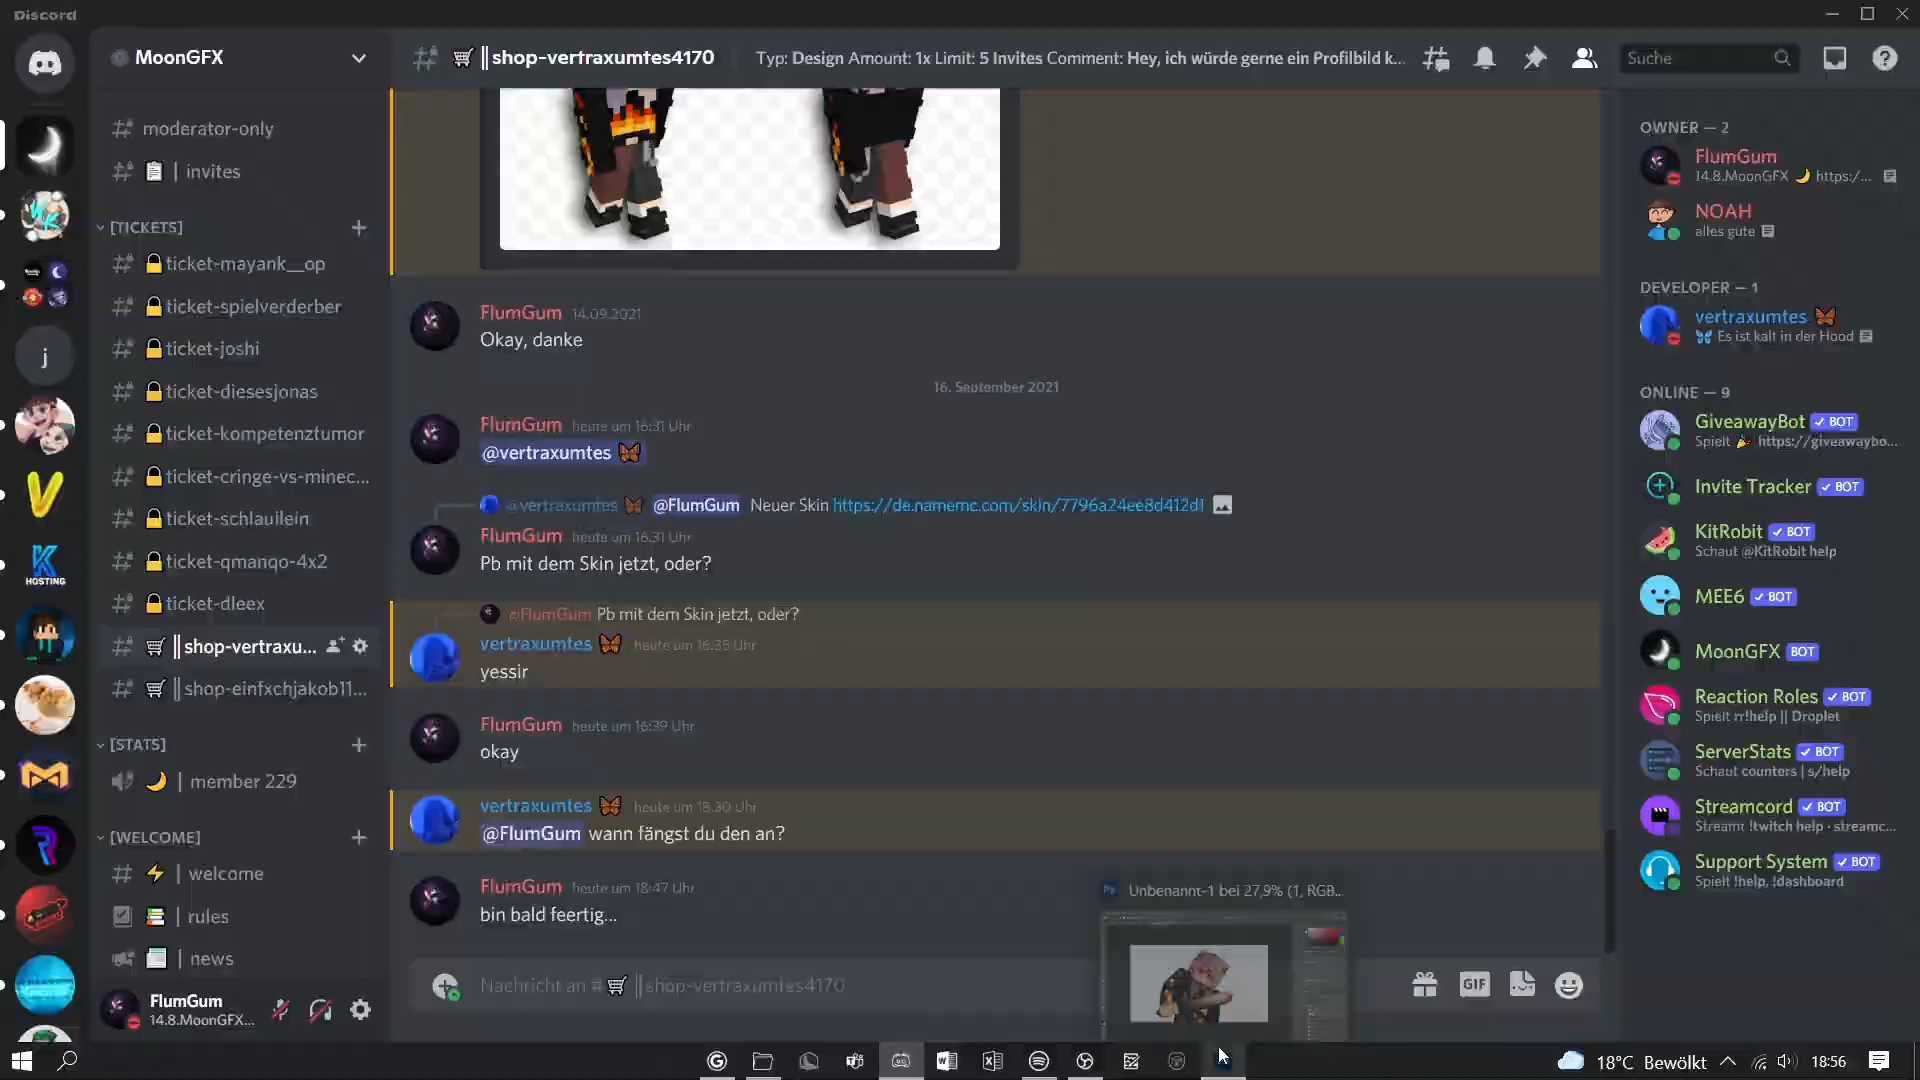 Discord
MoonGFX
moderator-only
| invites
[TICKETS]
ticket-mayank__op
ticket-spielverderber
ticket-joshi
ticket-diesesjonas
ticket-kompetenztumor
ticket-cringe-vs-minec...
ticket-schlauilein
ticket-qmanqo-4x2
ticket-dleex
║shop-vertraxu...
║shop-einfxchjakob11...
[STATS]
| member 229
[WELCOME]
| welcome
| rules
| news
FlumGum
14.8.MoonGFX...
║shop-vertraxumtes4170
Typ: Design Amount: 1x Limit: 5 Invites Comment: Hey, ich würde gerne ein Profilbild k...
Suche
FlumGum 14.09.2021
Okay, danke
16. September 2021
FlumGum heute um 16:31 Uhr
@vertraxumtes 🦋
@vertraxumtes 🦋 @FlumGum Neuer Skin https://de.namemc.com/skin/7796a24ee8d412d1
FlumGum heute um 16:31 Uhr
Pb mit dem Skin jetzt, oder?
@FlumGum Pb mit dem Skin jetzt, oder?
vertraxumtes 🦋 heute um 16:35 Uhr
yessir
FlumGum heute um 16:39 Uhr
okay
vertraxumtes 🦋 heute um 18:30 Uhr
@FlumGum wann fängst du den an?
FlumGum heute um 18:47 Uhr
bin bald feertig...
Unbenannt-1 bei 27,9% (1, RGB...
Nachricht an #🛒║shop-vertraxumtes4170
GIF
OWNER — 2
FlumGum
14.8.MoonGFX 🌙 https:/...
NOAH
alles gute
DEVELOPER — 1
vertraxumtes 🦋
🦋 Es ist kalt in der Hood
ONLINE — 9
GiveawayBot ✓ BOT
Spielt 🎉 https://giveawaybo...
Invite Tracker ✓ BOT
KitRobit ✓ BOT
Schaut @KitRobit help
MEE6 ✓ BOT
MoonGFX BOT
Reaction Roles ✓ BOT
Spielt rr!help || Droplet
ServerStats ✓ BOT
Schaut counters | s/help
Streamcord ✓ BOT
Streamt !twitch help · streamc...
Support System ✓ BOT
Spielt !help, !dashboard
j
K
HOSTING
18°C Bewölkt
18:56